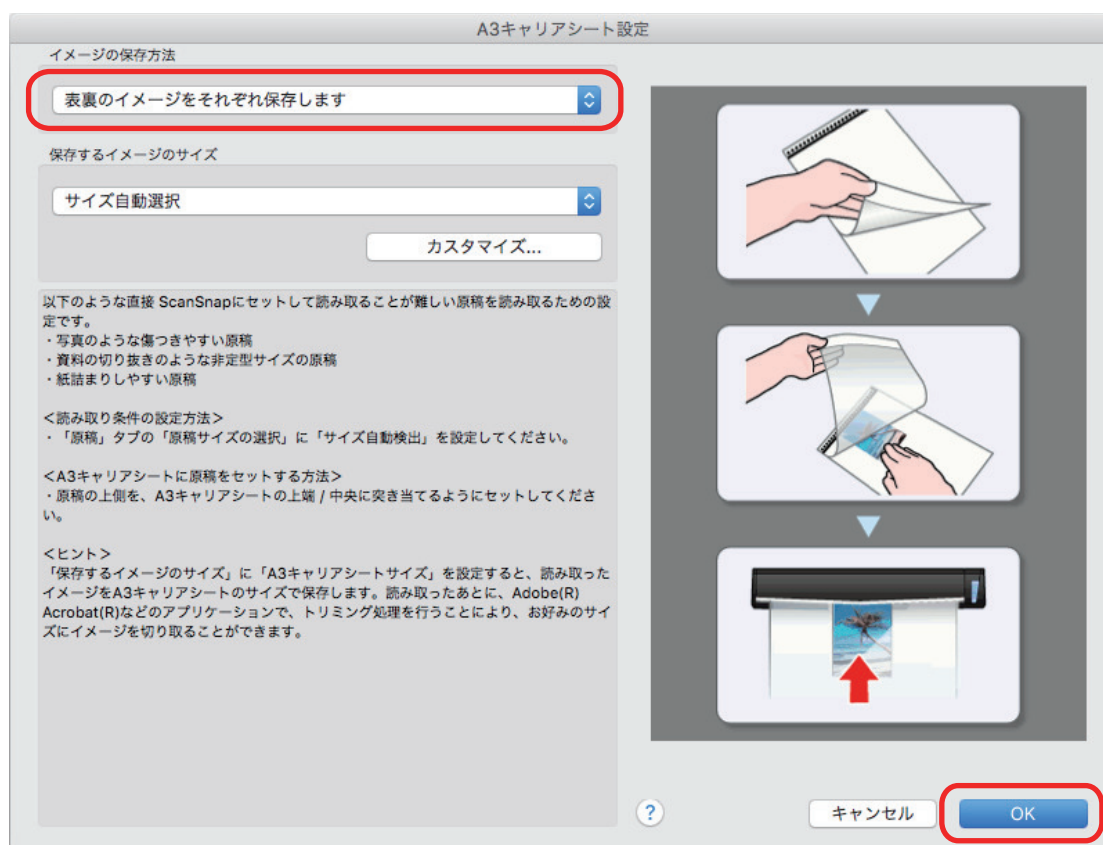 A3キャリアシート設定
イメージの保存方法
表裏のイメージをそれぞれ保存します
保存するイメージのサイズ
サイズ自動選択
カスタマイズ...
以下のような直接 ScanSnapにセットして読み取ることが難しい原稿を読み取るための設
定です。
・写真のような傷つきやすい原稿
・資料の切り抜きのような非定型サイズの原稿
・紙詰まりしやすい原稿
<読み取り条件の設定方法>
・「原稿」タブの「原稿サイズの選択」に「サイズ自動検出」を設定してください。
<A3キャリアシートに原稿をセットする方法>
・原稿の上側を、A3キャリアシートの上端 / 中央に突き当てるようにセットしてくださ
い。
<ヒント>
「保存するイメージのサイズ」に「A3キャリアシートサイズ」を設定すると、読み取った
イメージをA3キャリアシートのサイズで保存します。読み取ったあとに、Adobe(R)
Acrobat(R)などのアプリケーションで、トリミング処理を行うことにより、お好みのサイ
ズにイメージを切り取ることができます。
?
キャンセル
OK